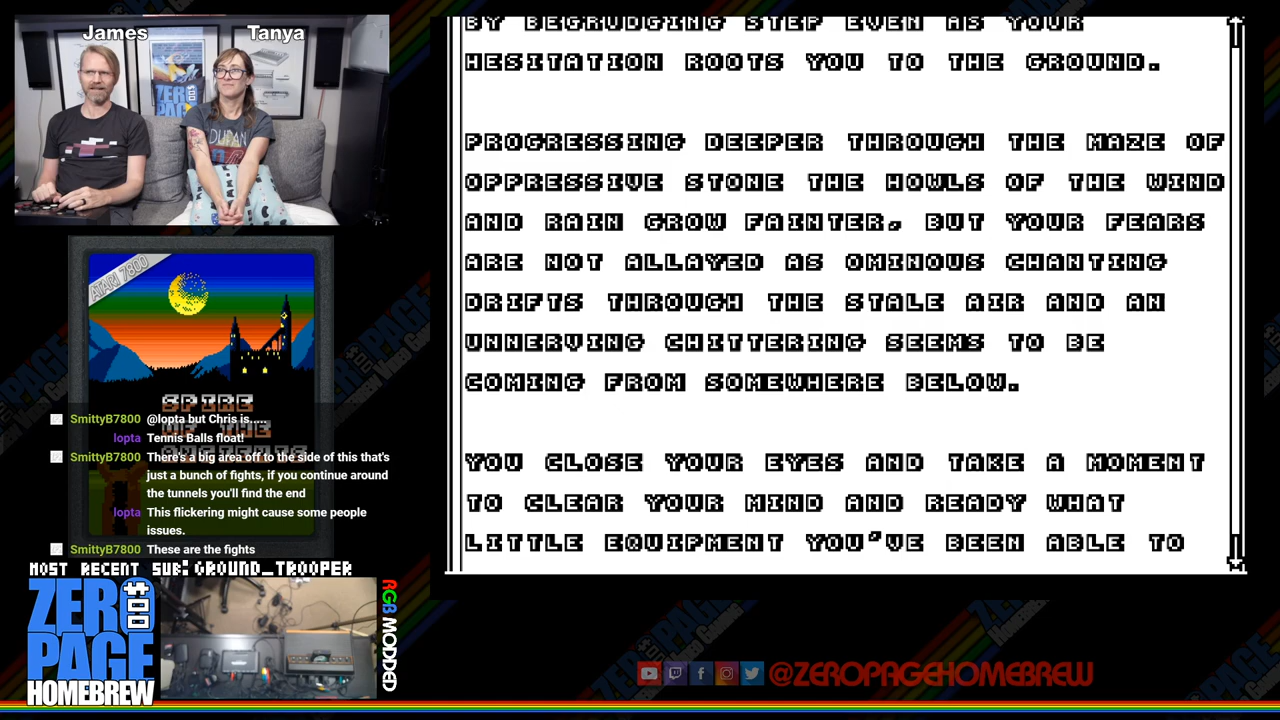 James
Tanya
ZERO
DURAN
ATARI 7800
SPIRE
OF THE
SmittyB7800 @lopta but Chris is.....
lopta Tennis Balls float!
SmittyB7800 There's a big area off to the side of this that's
just a bunch of fights, if you continue around
the tunnels you'll find the end
lopta This flickering might cause some people
issues.
SmittyB7800 These are the fights
MOST RECENT SUB: GROUND_TROOPER
ZERO
$00
PAGE
HOMEBREW
RGB MODDED
BY BEGRUDGING STEP EVEN AS YOUR
HESITATION ROOTS YOU TO THE GROUND.
PROGRESSING DEEPER THROUGH THE MAZE OF
OPPRESSIVE STONE THE HOWLS OF THE WIND
AND RAIN GROW FAINTER, BUT YOUR FEARS
ARE NOT ALLAYED AS OMINOUS CHANTING
DRIFTS THROUGH THE STALE AIR AND AN
UNNERVING CHITTERING SEEMS TO BE
COMING FROM SOMEWHERE BELOW.
YOU CLOSE YOUR EYES AND TAKE A MOMENT
TO CLEAR YOUR MIND AND READY WHAT
LITTLE EQUIPMENT YOU'VE BEEN ABLE TO
@ZEROPAGEHOMEBREW